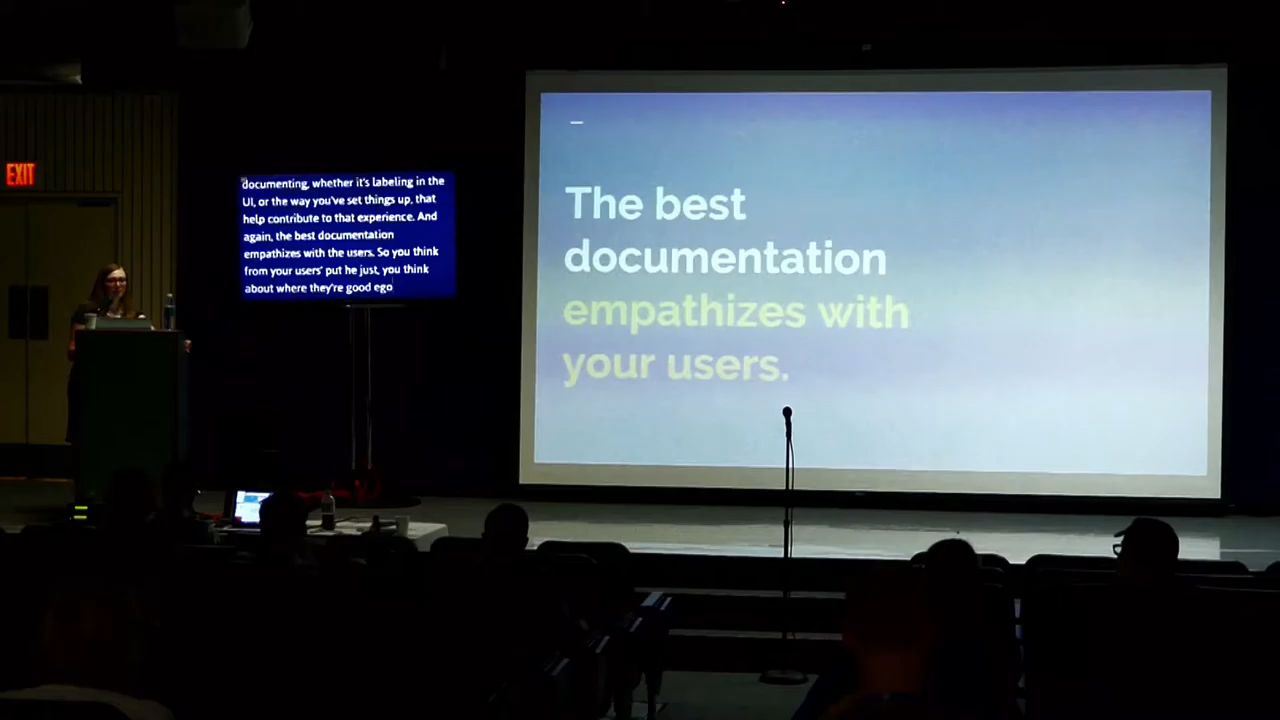 EXIT
documenting, whether it's labeling in the
UI, or the way you've set things up, that
help contribute to that experience. And
again, the best documentation
empathizes with the users. So you think
from your users' put he just, you think
about where they're good ego
The best
documentation
empathizes with
your users.